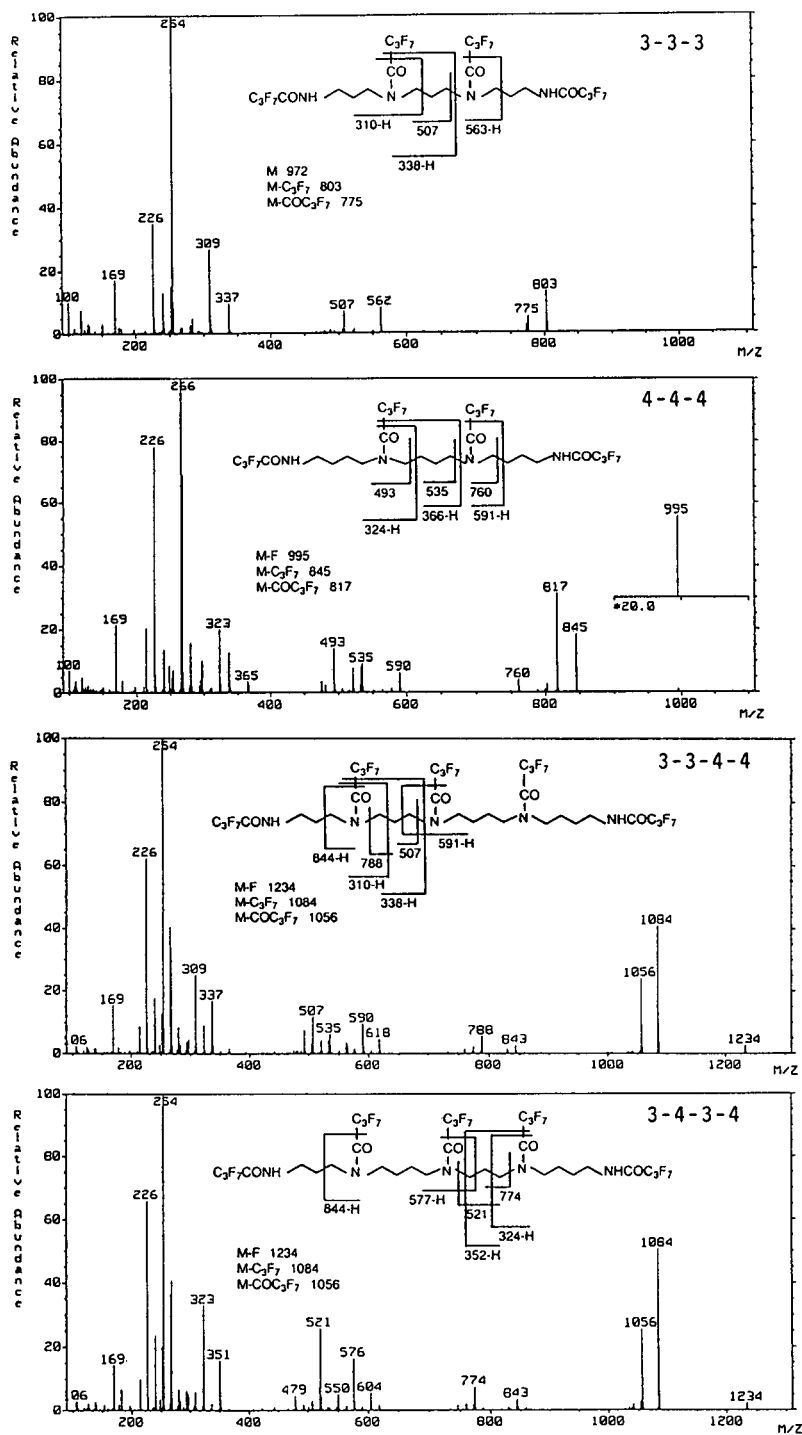 3-3-3
Relative Abundance
100
80
60
40
20
0
254
226
309
169
100
337
507
562
775
803
C₃F₇ C₃F₇
CO CO
C₃F₇CONH N N NHCOC₃F₇
310-H 507 563-H
338-H
M 972
M-C₃F₇ 803
M-COC₃F₇ 775
200 400 600 800 1000
M/Z
4-4-4
Relative Abundance
100
80
60
40
20
0
266
226
169
100
323
365
493
535
590
760
817
845
995
*20.0
C₃F₇ C₃F₇
CO CO
C₃F₇CONH N N NHCOC₃F₇
493 535 760
366-H 591-H
324-H
M-F 995
M-C₃F₇ 845
M-COC₃F₇ 817
200 400 600 800 1000
M/Z
3-3-4-4
Relative Abundance
100
80
60
40
20
0
254
226
169
06
309
337
507
535
590
618
788
843
1056
1084
1234
C₃F₇ C₃F₇ C₃F₇
CO CO CO
C₃F₇CONH N N N NHCOC₃F₇
844-H 788 507 591-H
310-H
338-H
M-F 1234
M-C₃F₇ 1084
M-COC₃F₇ 1056
200 400 600 800 1000 1200
M/Z
3-4-3-4
Relative Abundance
100
80
60
40
20
0
254
226
169
06
323
351
479
521
550
576
604
774
843
1056
1084
1234
C₃F₇ C₃F₇ C₃F₇
CO CO CO
C₃F₇CONH N N N NHCOC₃F₇
844-H 577-H 774
521
324-H
352-H
M-F 1234
M-C₃F₇ 1084
M-COC₃F₇ 1056
200 400 600 800 1000 1200
M/Z